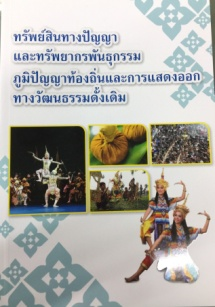 ทรัพย์สินทางปัญญา
และทรัพยากรพันธุกรรม
ภูมิปัญญาท้องถิ่นและการแสดงออก
ทางวัฒนธรรมดั้งเดิม